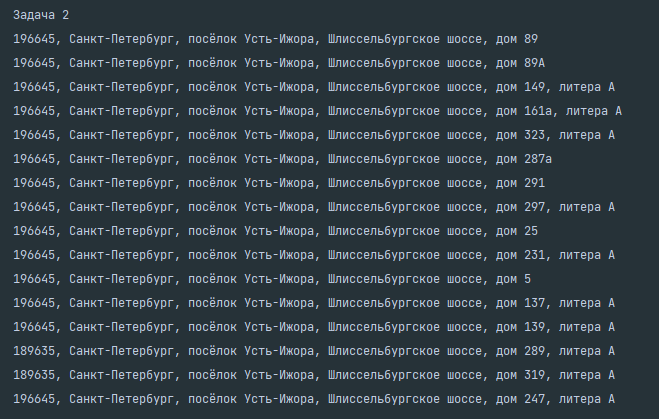 Задача 2
196645, Санкт-Петербург, посёлок Усть-Ижора, Шлиссельбургское шоссе, дом 89
196645, Санкт-Петербург, посёлок Усть-Ижора, Шлиссельбургское шоссе, дом 89А
196645, Санкт-Петербург, посёлок Усть-Ижора, Шлиссельбургское шоссе, дом 149, литера А
196645, Санкт-Петербург, посёлок Усть-Ижора, Шлиссельбургское шоссе, дом 161а, литера А
196645, Санкт-Петербург, посёлок Усть-Ижора, Шлиссельбургское шоссе, дом 323, литера А
196645, Санкт-Петербург, посёлок Усть-Ижора, Шлиссельбургское шоссе, дом 287а
196645, Санкт-Петербург, посёлок Усть-Ижора, Шлиссельбургское шоссе, дом 291
196645, Санкт-Петербург, посёлок Усть-Ижора, Шлиссельбургское шоссе, дом 297, литера А
196645, Санкт-Петербург, посёлок Усть-Ижора, Шлиссельбургское шоссе, дом 25
196645, Санкт-Петербург, посёлок Усть-Ижора, Шлиссельбургское шоссе, дом 231, литера А
196645, Санкт-Петербург, посёлок Усть-Ижора, Шлиссельбургское шоссе, дом 5
196645, Санкт-Петербург, посёлок Усть-Ижора, Шлиссельбургское шоссе, дом 137, литера А
196645, Санкт-Петербург, посёлок Усть-Ижора, Шлиссельбургское шоссе, дом 139, литера А
189635, Санкт-Петербург, посёлок Усть-Ижора, Шлиссельбургское шоссе, дом 289, литера А
189635, Санкт-Петербург, посёлок Усть-Ижора, Шлиссельбургское шоссе, дом 319, литера А
196645, Санкт-Петербург, посёлок Усть-Ижора, Шлиссельбургское шоссе, дом 247, литера А